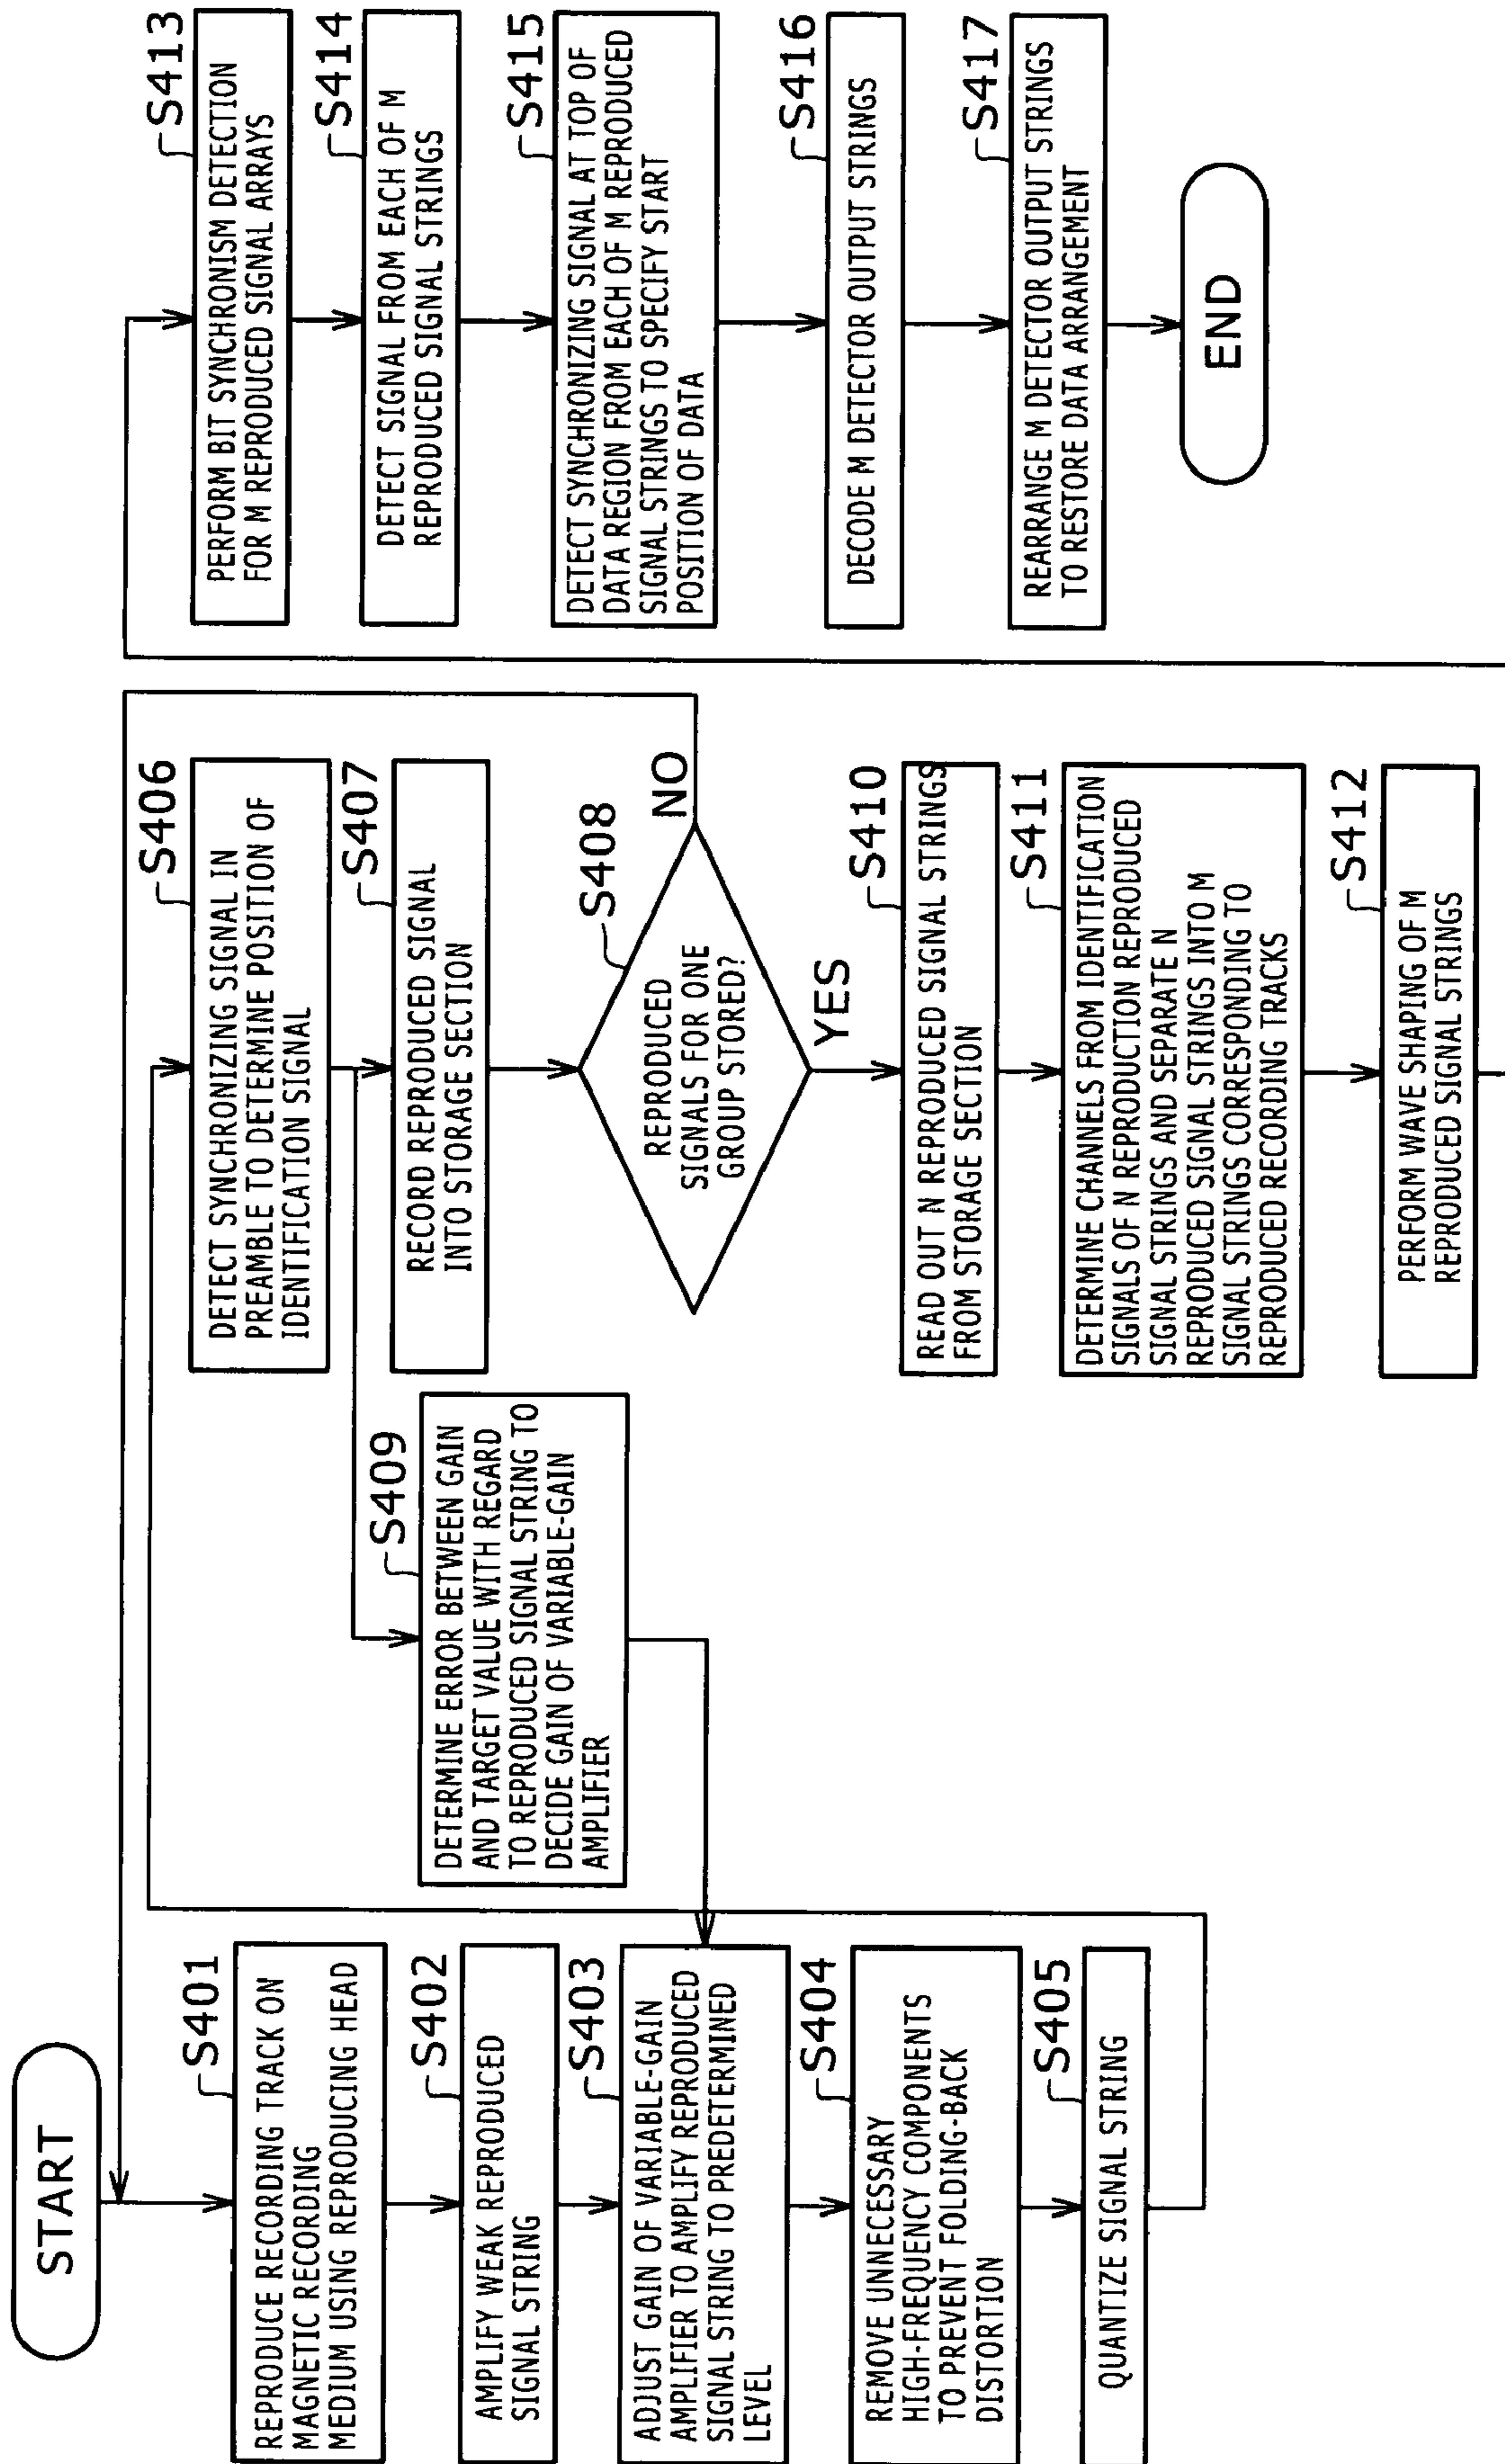 START
S401
REPRODUCE RECORDING TRACK ON
MAGNETIC RECORDING
MEDIUM USING REPRODUCING HEAD
S402
AMPLIFY WEAK REPRODUCED
SIGNAL STRING
S403
ADJUST GAIN OF VARIABLE-GAIN
AMPLIFIER TO AMPLIFY REPRODUCED
SIGNAL STRING TO PREDETERMINED
LEVEL
S404
REMOVE UNNECESSARY
HIGH-FREQUENCY COMPONENTS
TO PREVENT FOLDING-BACK
DISTORTION
S405
QUANTIZE SIGNAL STRING
S406
DETECT SYNCHRONIZING SIGNAL IN
PREAMBLE TO DETERMINE POSITION OF
IDENTIFICATION SIGNAL
S407
RECORD REPRODUCED SIGNAL
INTO STORAGE SECTION
S408
REPRODUCED
SIGNALS FOR ONE
GROUP STORED?
NO
YES
S409
DETERMINE ERROR BETWEEN GAIN
AND TARGET VALUE WITH REGARD
TO REPRODUCED SIGNAL STRING TO
DECIDE GAIN OF VARIABLE-GAIN
AMPLIFIER
S410
READ OUT N REPRODUCED SIGNAL STRINGS
FROM STORAGE SECTION
S411
DETERMINE CHANNELS FROM IDENTIFICATION
SIGNALS OF N REPRODUCTION REPRODUCED
SIGNAL STRINGS AND SEPARATE N
REPRODUCED SIGNAL STRINGS INTO M
SIGNAL STRINGS CORRESPONDING TO
REPRODUCED RECORDING TRACKS
S412
PERFORM WAVE SHAPING OF M
REPRODUCED SIGNAL STRINGS
S413
PERFORM BIT SYNCHRONISM DETECTION
FOR M REPRODUCED SIGNAL ARRAYS
S414
DETECT SIGNAL FROM EACH OF M
REPRODUCED SIGNAL STRINGS
S415
DETECT SYNCHRONIZING SIGNAL AT TOP OF
DATA REGION FROM EACH OF M REPRODUCED
SIGNAL STRINGS TO SPECIFY START
POSITION OF DATA
S416
DECODE M DETECTOR OUTPUT STRINGS
S417
REARRANGE M DETECTOR OUTPUT STRINGS
TO RESTORE DATA ARRANGEMENT
END